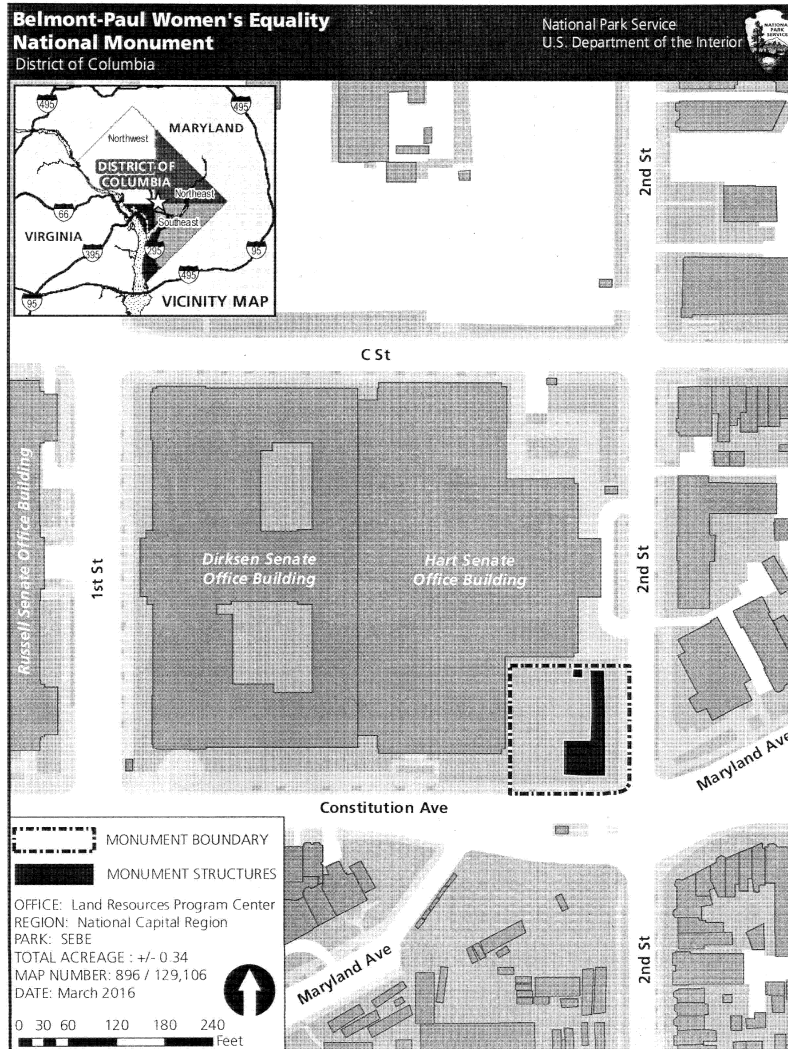 Belmont-Paul Women's Equality
National Monument
District of Columbia
National Park Service
U.S. Department of the Interior
NATIONAL
PARK
SERVICE
495
495
Northwest
MARYLAND
DISTRICT OF
COLUMBIA
Northeast
66
Southeast
VIRGINIA
395
295
95
495
95
VICINITY MAP
2nd St
C St
Russell Senate Office Building
1st St
Dirksen Senate
Office Building
Hart Senate
Office Building
2nd St
Maryland Ave
Constitution Ave
MONUMENT BOUNDARY
MONUMENT STRUCTURES
OFFICE: Land Resources Program Center
REGION: National Capital Region
PARK: SEBE
TOTAL ACREAGE : +/- 0.34
MAP NUMBER: 896 / 129,106
DATE: March 2016
0 30 60 120 180 240
Feet
Maryland Ave
2nd St